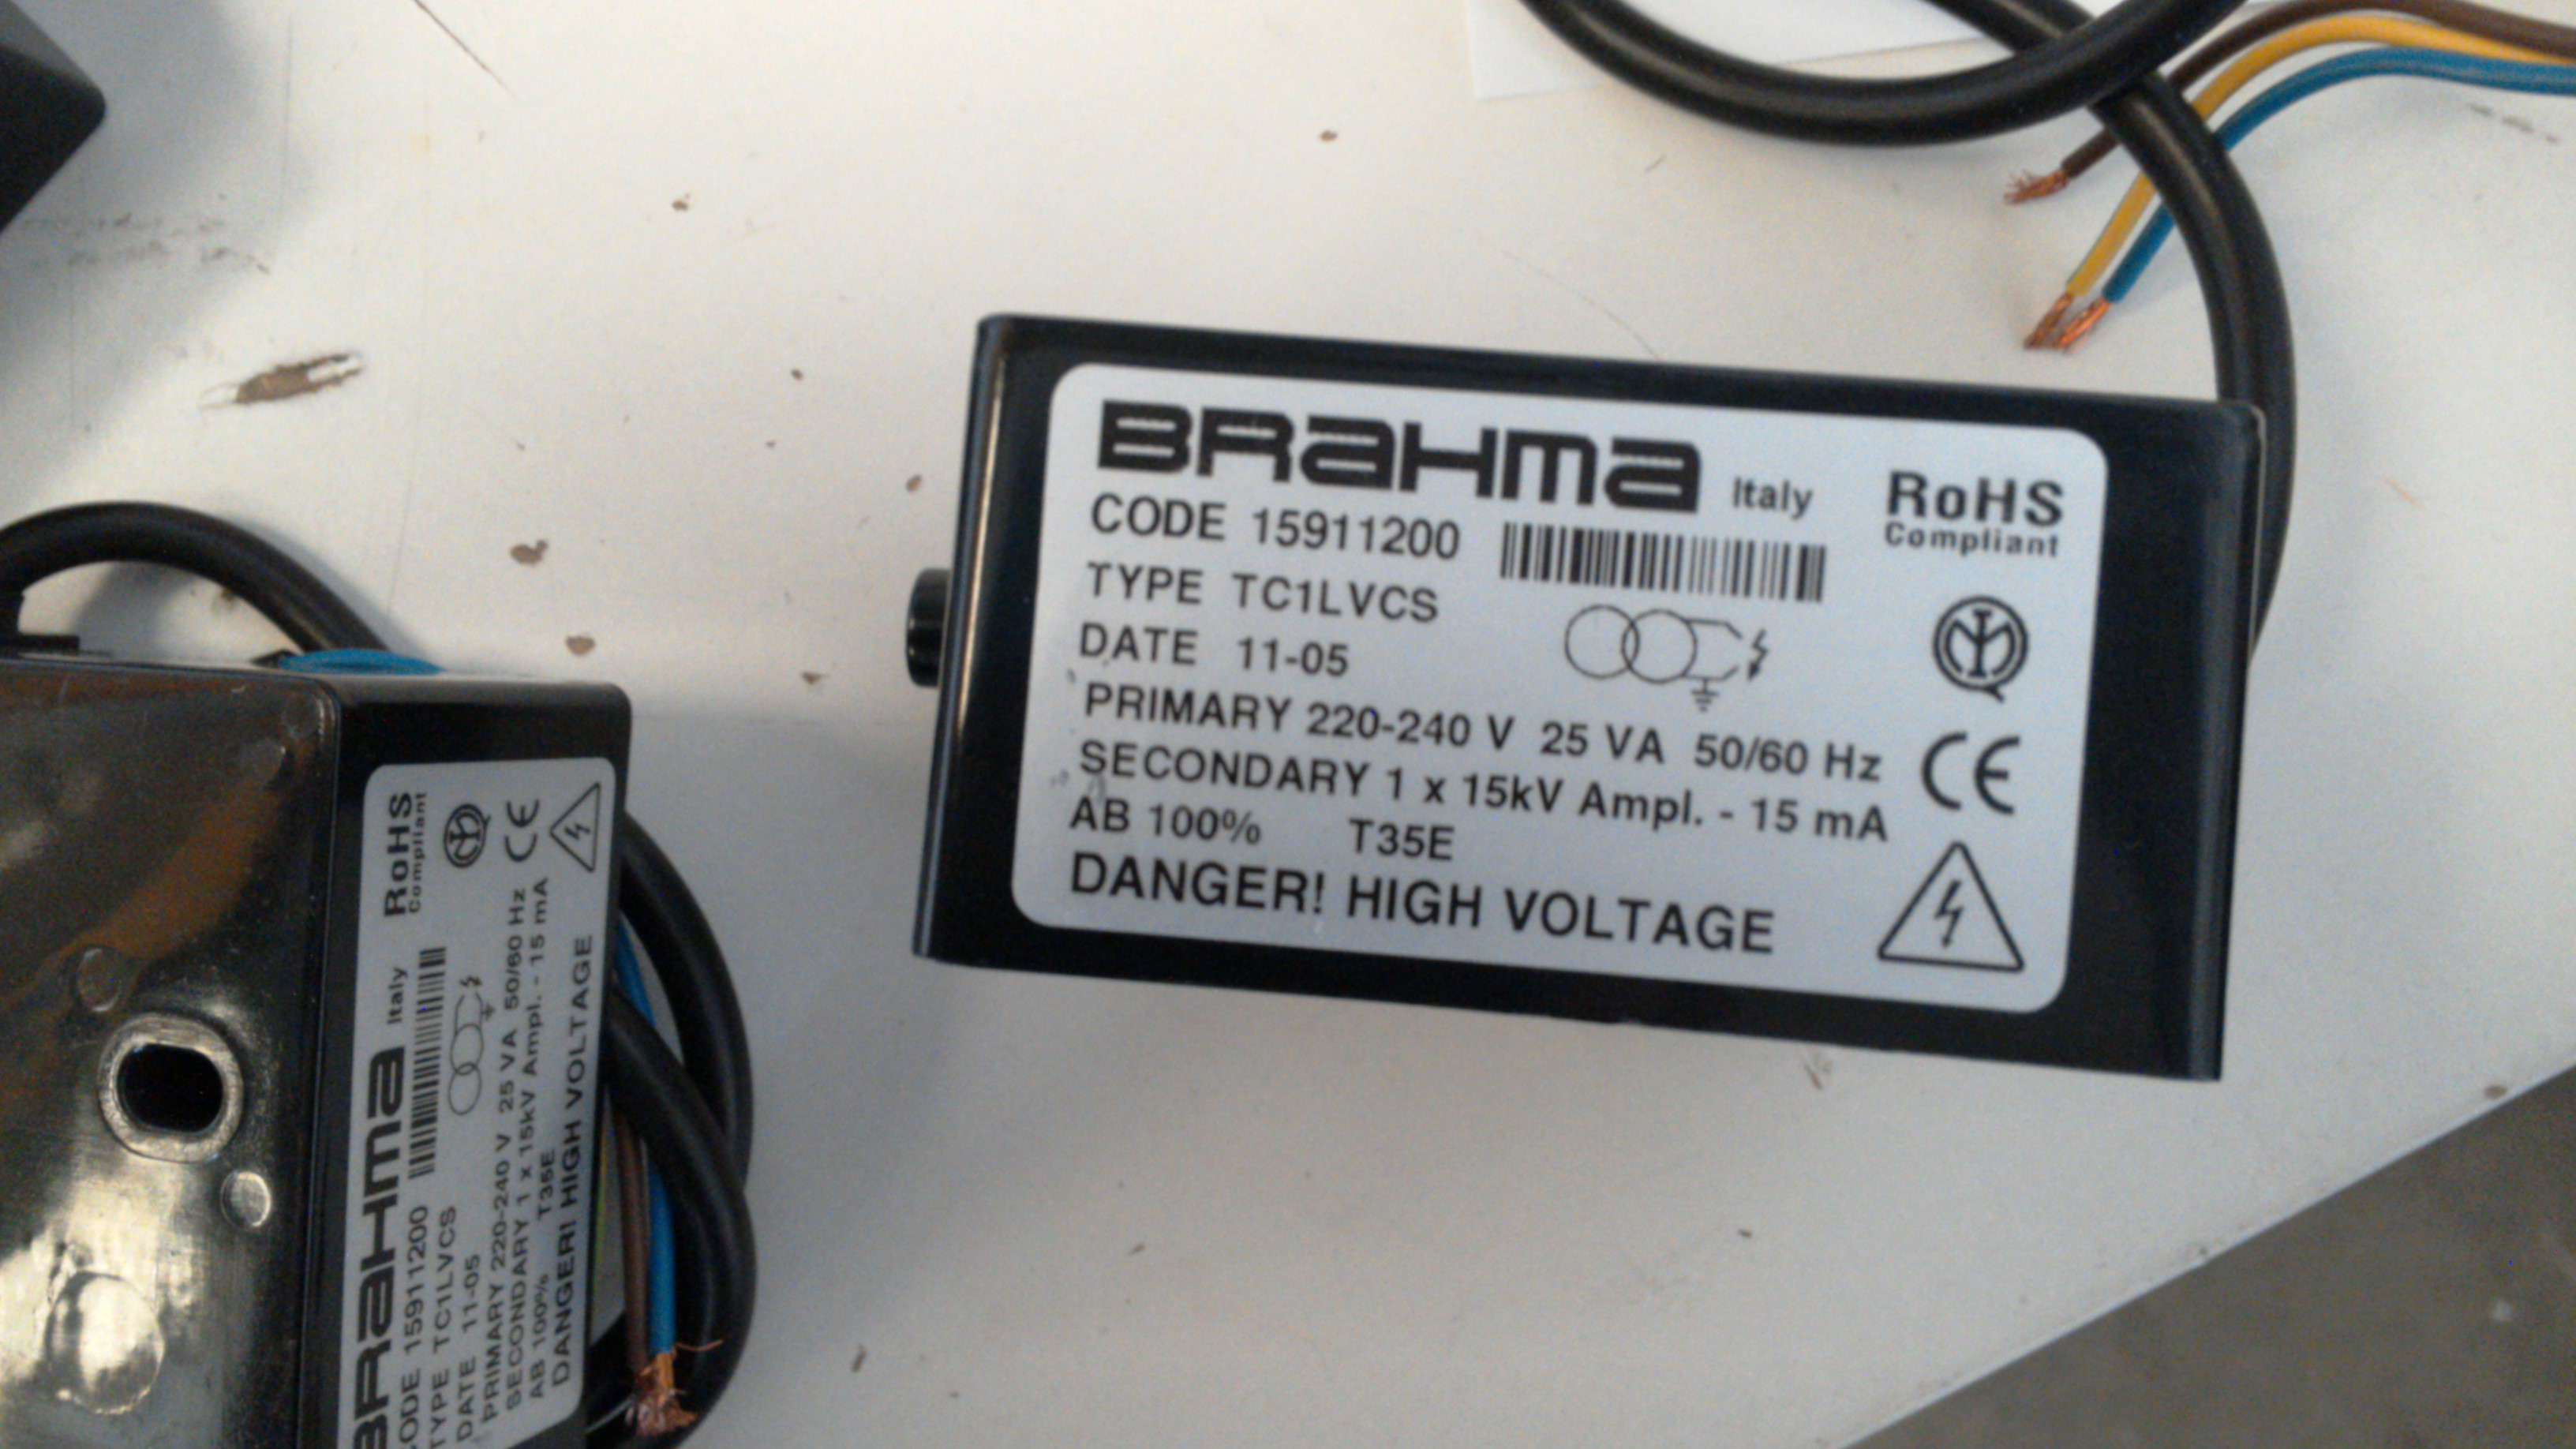 BRAHMA Italy
RoHS
Compliant
CODE 15911200
TYPE TC1LVCS
DATE 11-05
PRIMARY 220-240 V 25 VA 50/60 Hz
SECONDARY 1 x 15kV Ampl. - 15 mA
AB 100% T35E
DANGER! HIGH VOLTAGE
CE
BRAHMA Italy
RoHS
Compliant
CODE 15911200
TYPE TC1LVCS
DATE 11-05
PRIMARY 220-240 V 25 VA 50/60 Hz
SECONDARY 1 x 15kV Ampl. - 15 mA
AB 100% T35E
DANGER! HIGH VOLTAGE
CE